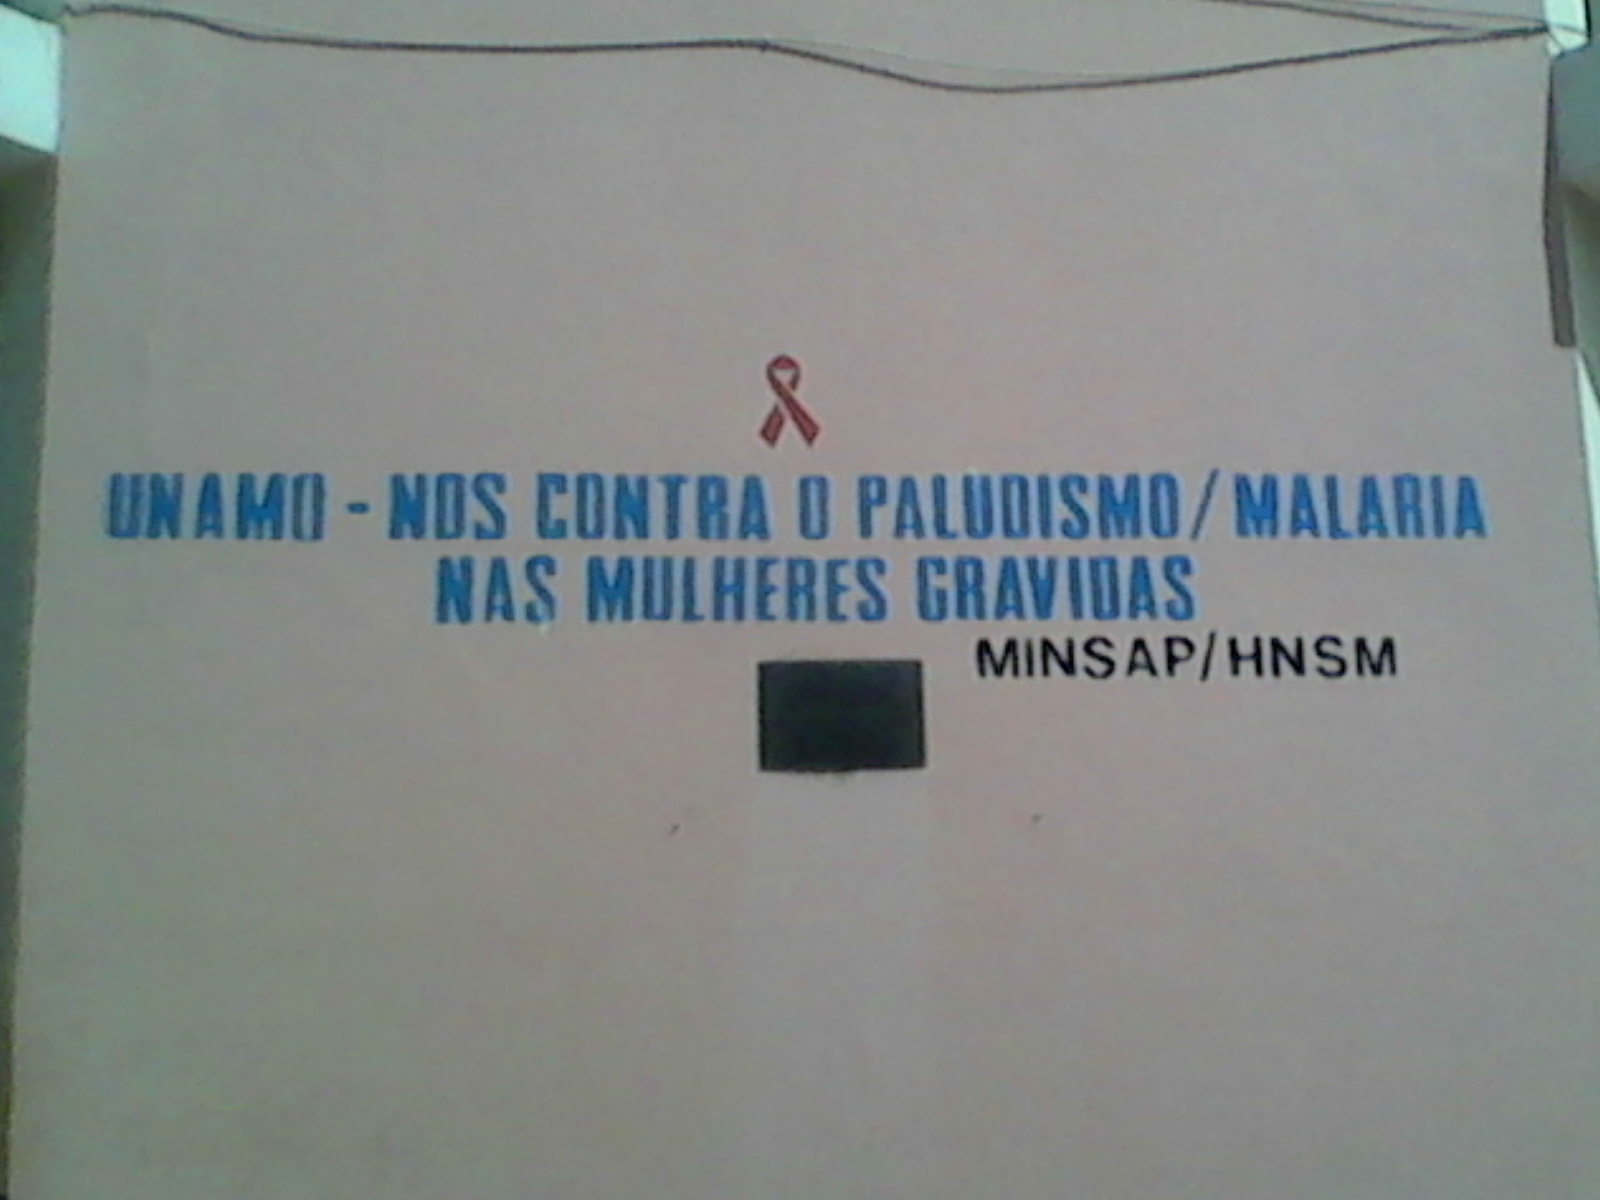 UNAMO - NOS CONTRA O PALUDISMO/MALARIA
NAS MULHERES GRAVIDAS
MINSAP/HNSM